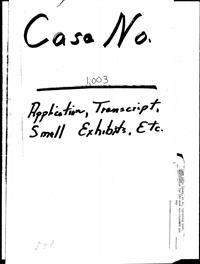 Case No.
1,003
Application, Transcript,
Small Exhibits, Etc.